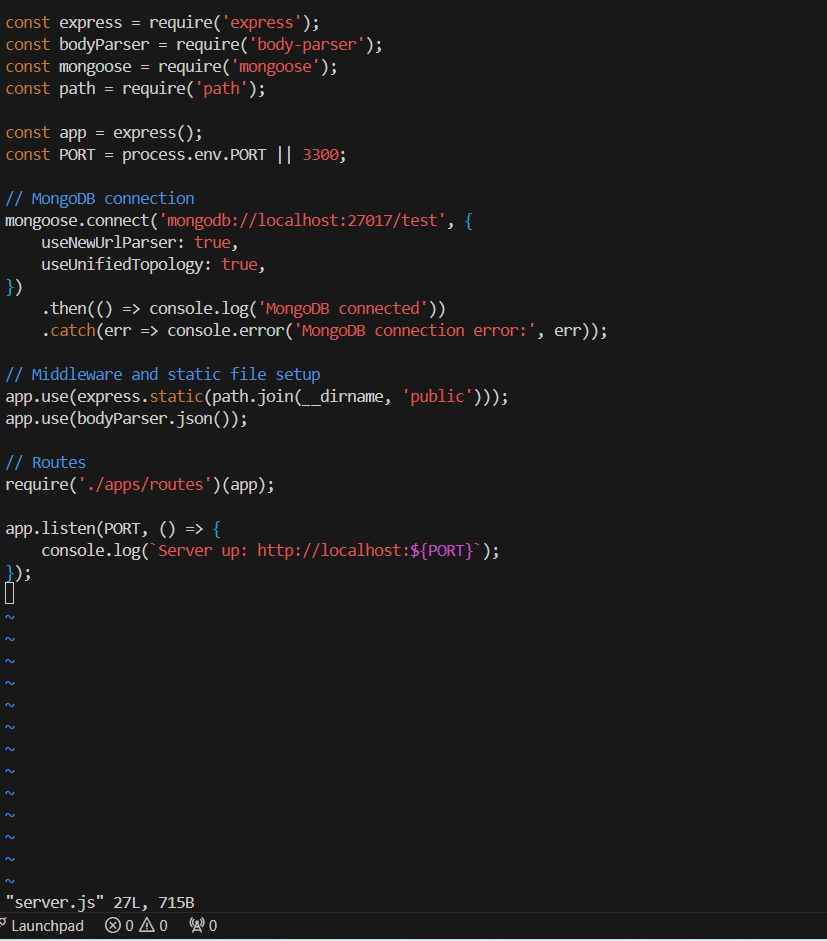 const express = require('express');
const bodyParser = require('body-parser');
const mongoose = require('mongoose');
const path = require('path');

const app = express();
const PORT = process.env.PORT || 3300;

// MongoDB connection
mongoose.connect('mongodb://localhost:27017/test', {
    useNewUrlParser: true,
    useUnifiedTopology: true,
})
    .then(() => console.log('MongoDB connected'))
    .catch(err => console.error('MongoDB connection error:', err));

// Middleware and static file setup
app.use(express.static(path.join(__dirname, 'public')));
app.use(bodyParser.json());

// Routes
require('./apps/routes')(app);

app.listen(PORT, () => {
    console.log(`Server up: http://localhost:${PORT}`);
});
~
~
~
~
~
~
~
~
~
~
~
~
~
"server.js" 27L, 715B
Launchpad 0 0 0